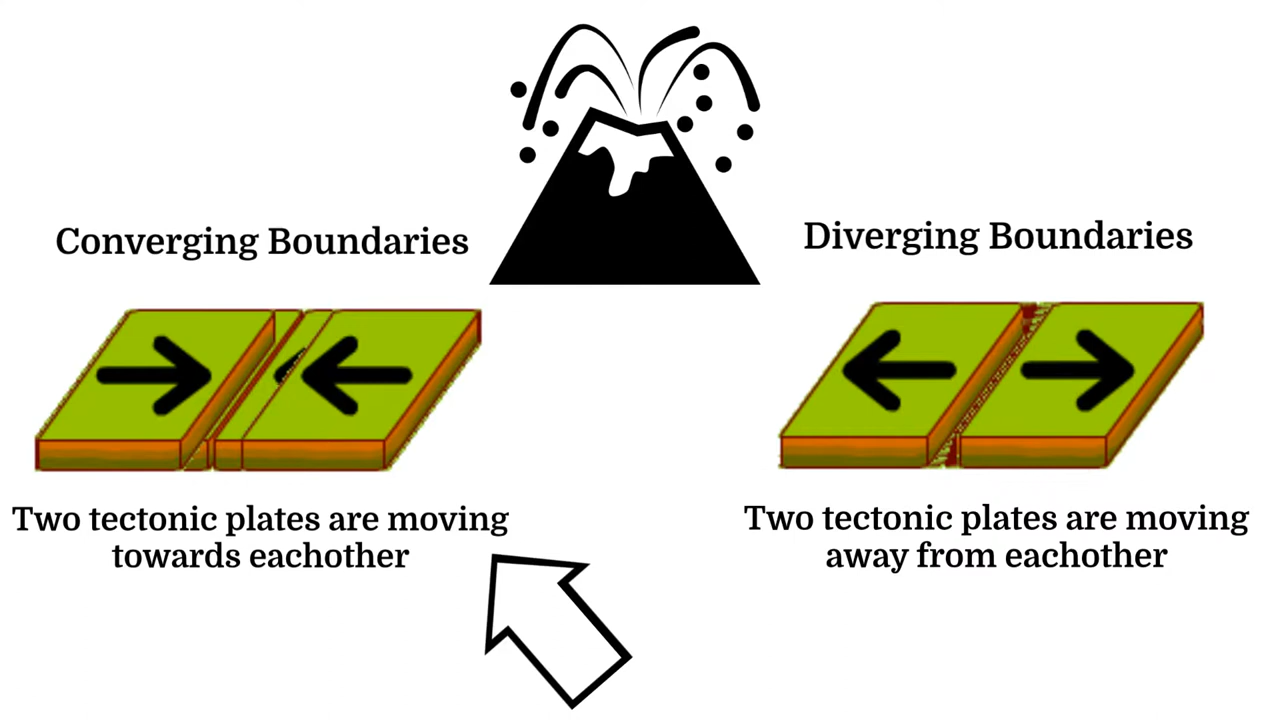 Converging Boundaries
Diverging Boundaries
Two tectonic plates are moving
towards eachother
Two tectonic plates are moving
away from eachother